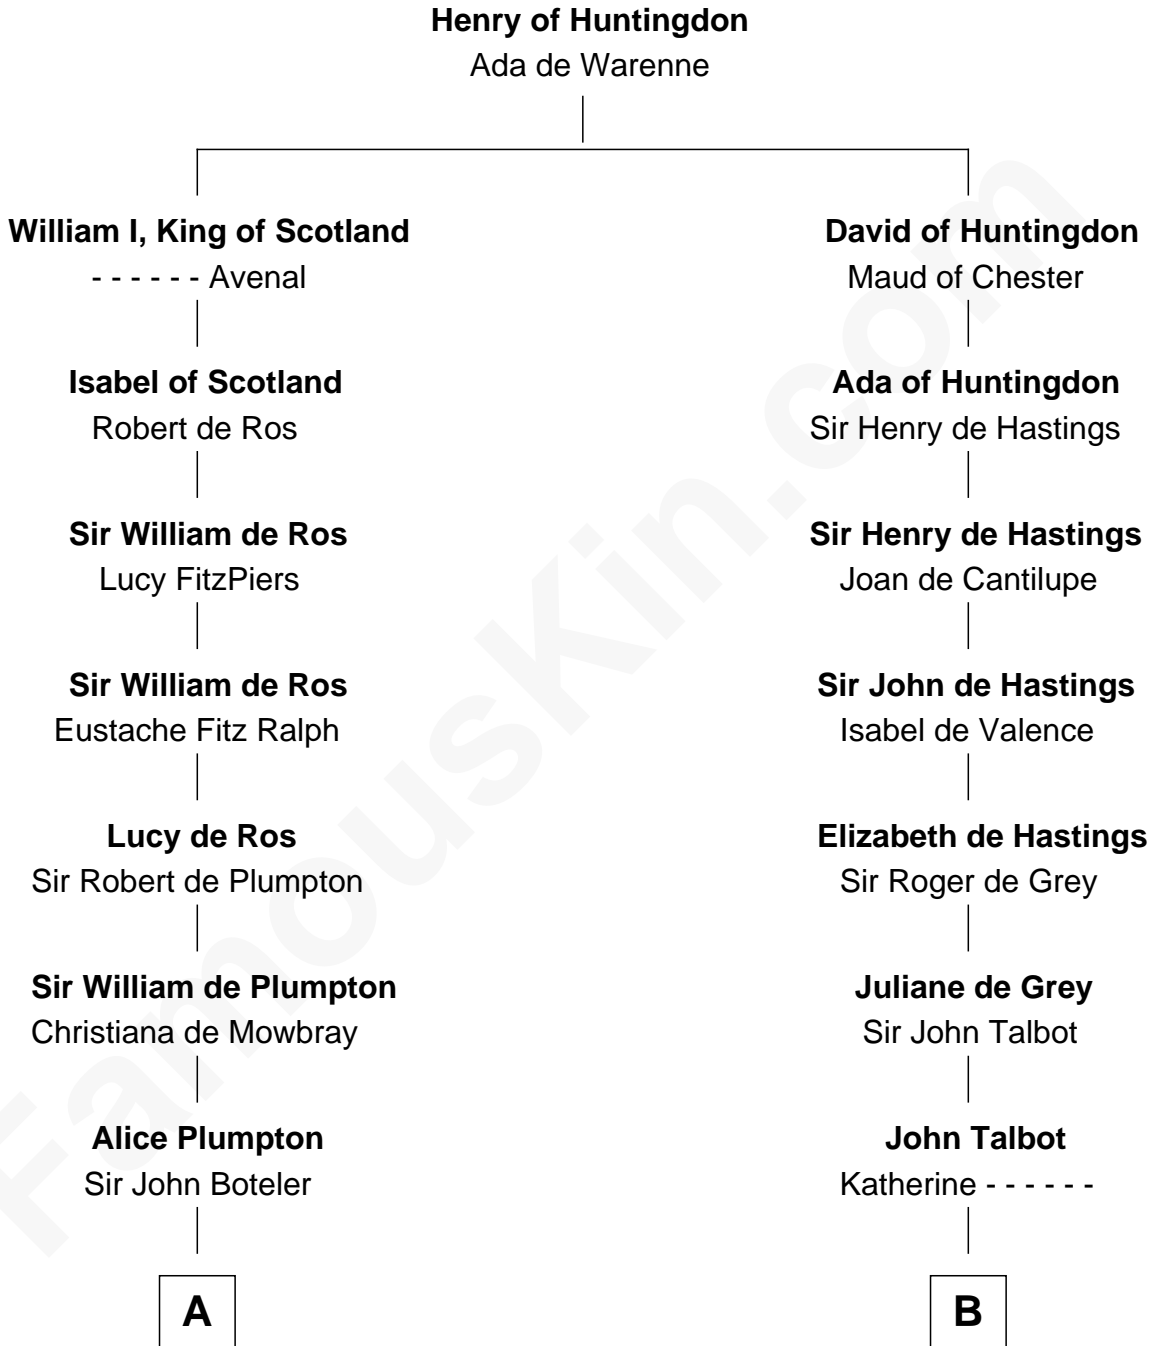 Henry of Huntingdon
Ada de Warenne
William I, King of Scotland
- - - - - - Avenal
David of Huntingdon
Maud of Chester
Isabel of Scotland
Robert de Ros
Ada of Huntingdon
Sir Henry de Hastings
Sir William de Ros
Lucy FitzPiers
Sir Henry de Hastings
Joan de Cantilupe
Sir William de Ros
Eustache Fitz Ralph
Sir John de Hastings
Isabel de Valence
Lucy de Ros
Sir Robert de Plumpton
Elizabeth de Hastings
Sir Roger de Grey
Sir William de Plumpton
Christiana de Mowbray
Juliane de Grey
Sir John Talbot
Alice Plumpton
Sir John Boteler
John Talbot
Katherine - - - - - -
A
B
FamousKin.com